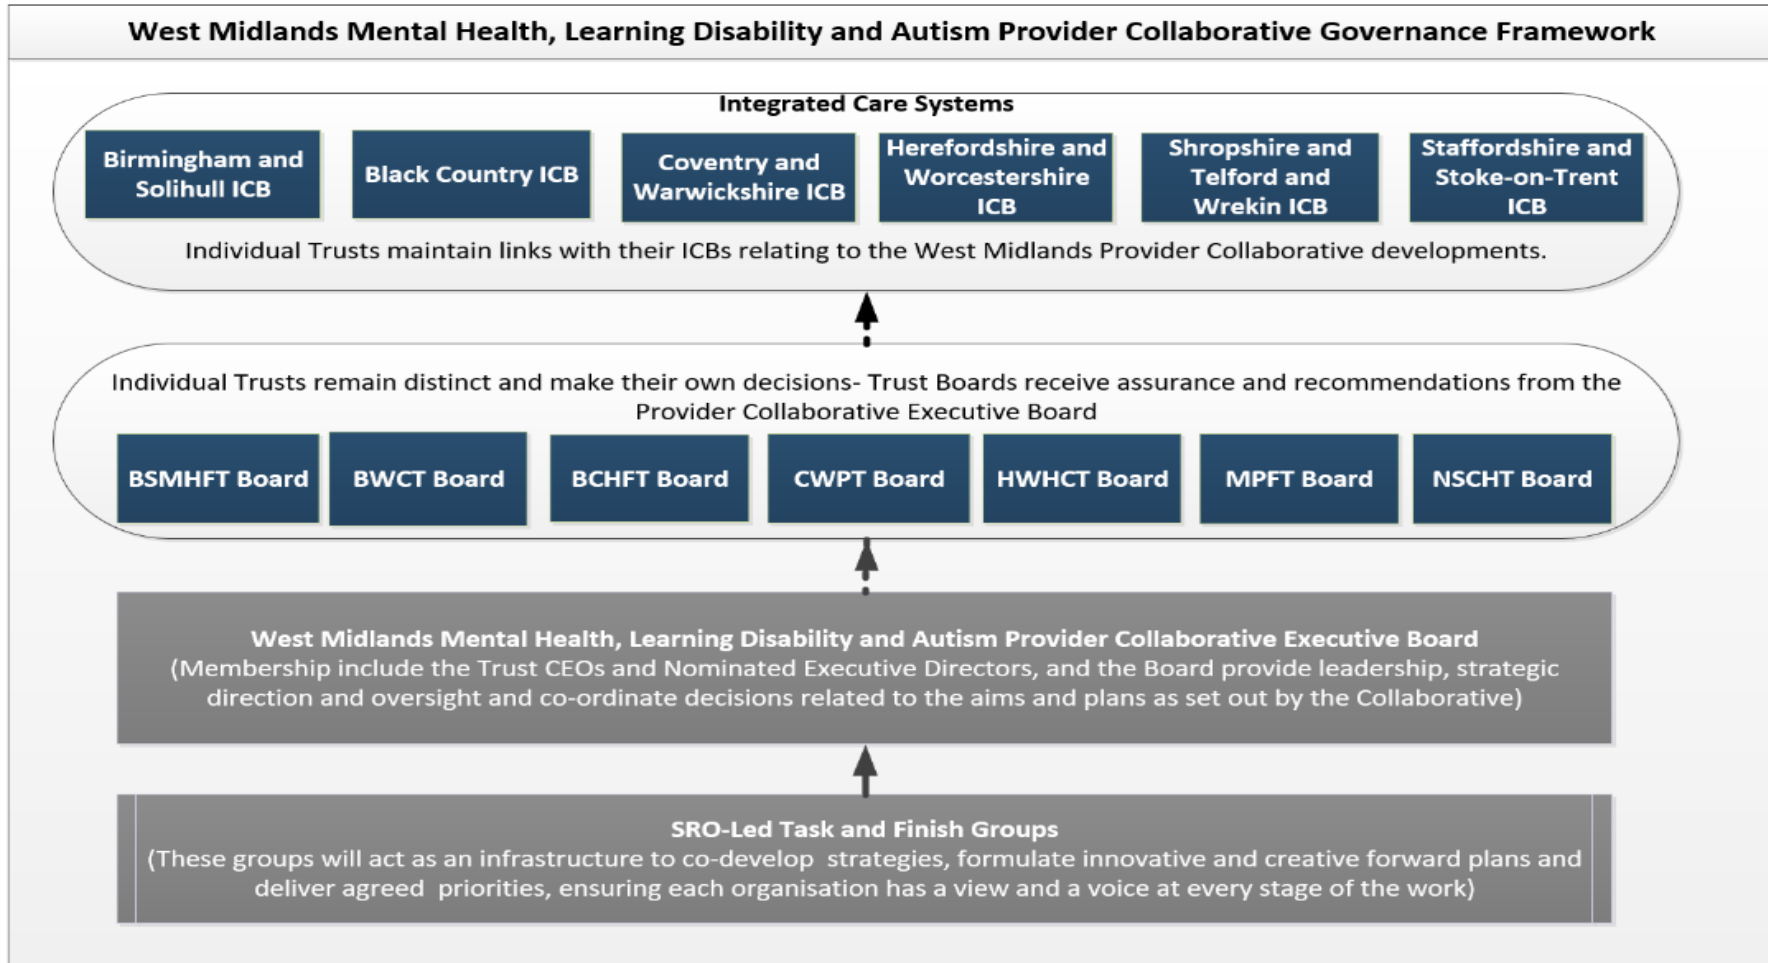 West Midlands Mental Health, Learning Disability and Autism Provider Collaborative Governance Framework
Integrated Care Systems
Birmingham and
Solihull ICB
Black Country ICB
Coventry and
Warwickshire ICB
Herefordshire and
Worcestershire
ICB
Shropshire and
Telford and
Wrekin ICB
Staffordshire and
Stoke-on-Trent
ICB
Individual Trusts maintain links with their ICBs relating to the West Midlands Provider Collaborative developments.
Individual Trusts remain distinct and make their own decisions- Trust Boards receive assurance and recommendations from the
Provider Collaborative Executive Board
BSMHFT Board
BWCT Board
BCHFT Board
CWPT Board
HWHCT Board
MPFT Board
NSCHT Board
West Midlands Mental Health, Learning Disability and Autism Provider Collaborative Executive Board
(Membership include the Trust CEOs and Nominated Executive Directors, and the Board provide leadership, strategic
direction and oversight and co-ordinate decisions related to the aims and plans as set out by the Collaborative)
SRO-Led Task and Finish Groups
(These groups will act as an infrastructure to co-develop  strategies, formulate innovative and creative forward plans and
deliver agreed  priorities, ensuring each organisation has a view and a voice at every stage of the work)